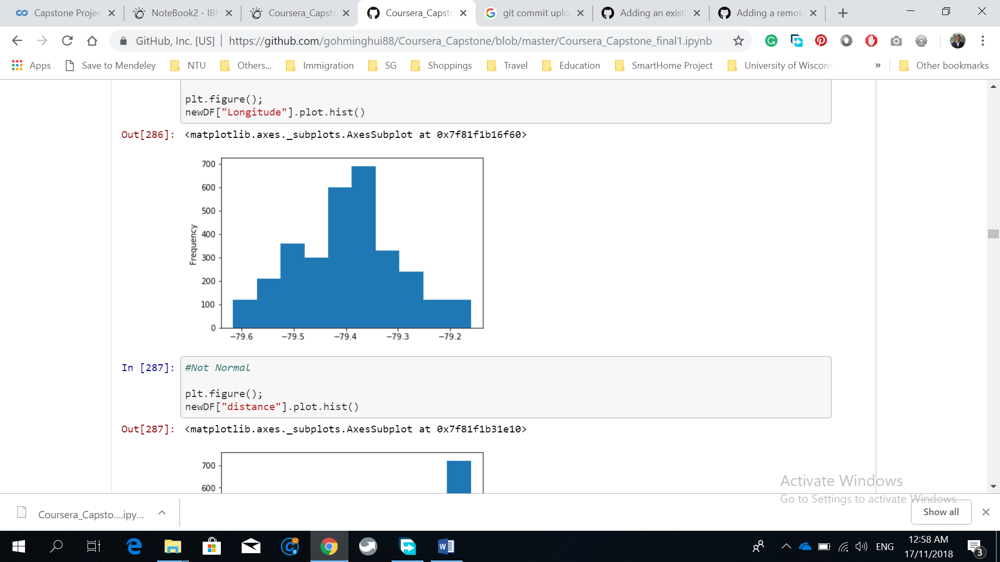 Capstone Projec
NoteBook2 - IBM
Coursera_Capsto
Coursera_Capsto
git commit uplo
Adding an existi
Adding a remot
GitHub, Inc. [US] | https://github.com/gohminghui88/Coursera_Capstone/blob/master/Coursera_Capstone_final1.ipynb
Apps Save to Mendeley NTU Others... Immigration SG Shoppings Travel Education SmartHome Project University of Wiscons » Other bookmarks
plt.figure();
newDF["Longitude"].plot.hist()
Out[286]: <matplotlib.axes._subplots.AxesSubplot at 0x7f81f1b16f60>
700
600
500
400
300
200
100
0
Frequency
−79.6 −79.5 −79.4 −79.3 −79.2
In [287]: #Not Normal
plt.figure();
newDF["distance"].plot.hist()
Out[287]: <matplotlib.axes._subplots.AxesSubplot at 0x7f81f1b31e10>
700
600
Activate Windows
Go to Settings to activate Windows.
Coursera_Capsto....ipy...
Show all
ENG
12:58 AM
17/11/2018
3